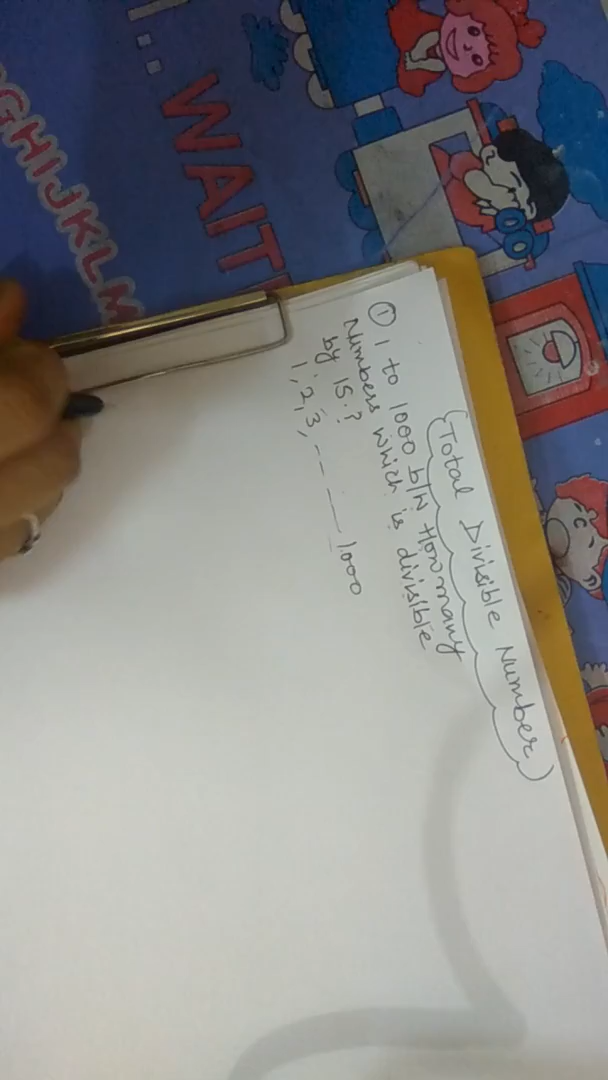 (Total Divisible Number)
① 1 to 1000 b/w How many
Numbers which is divisible
by 15.?
1, 2, 3, - - - - 1000
I.. WAIT
GHIJKLM